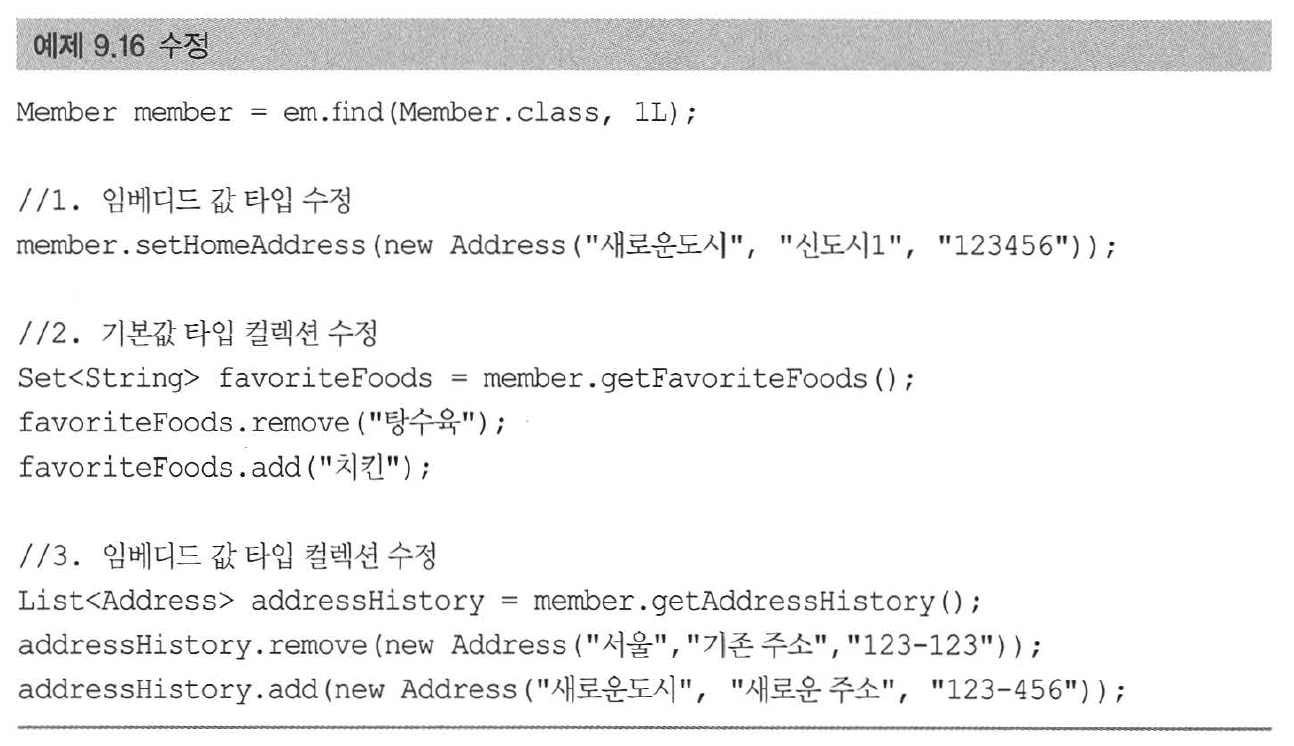 예제 9.16 수정
Member member = em.find(Member.class, 1L);
//1. 임베디드 값 타입 수정
member.setHomeAddress(new Address("새로운도시", "신도시1", "123456"));
//2. 기본값 타입 컬렉션 수정
Set<String> favoriteFoods = member.getFavoriteFoods();
favoriteFoods.remove("탕수육");
favoriteFoods.add("치킨");
//3. 임베디드 값 타입 컬렉션 수정
List<Address> addressHistory = member.getAddressHistory();
addressHistory.remove(new Address("서울","기존 주소","123-123"));
addressHistory.add(new Address("새로운도시", "새로운 주소", "123-456"));